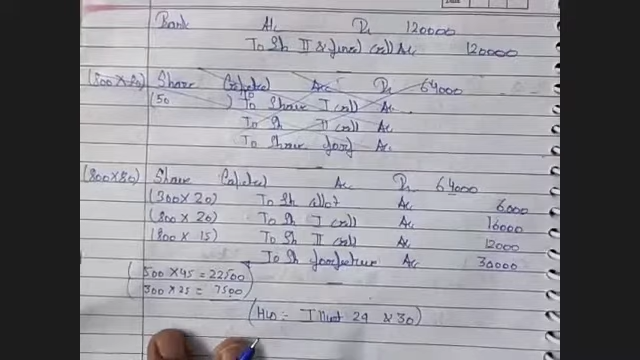 Bank A/c Dr 120000
To Sh II & final call A/c 120000
(800 × 80) Share Capital A/c Dr 64000
(50 ) To Share I call A/c
To Sh II call A/c
To Share forf A/c
(800×80) Share Capital A/c Dr 64000
(300 × 20) To Sh allot A/c 6000
(800 × 20) To Sh I call A/c 16000
(800 × 15) To Sh II call A/c 12000
To Sh forfeiture A/c 30000
500 × 45 = 22500
300 × 25 = 7500
(H.W :- 29 & 30)